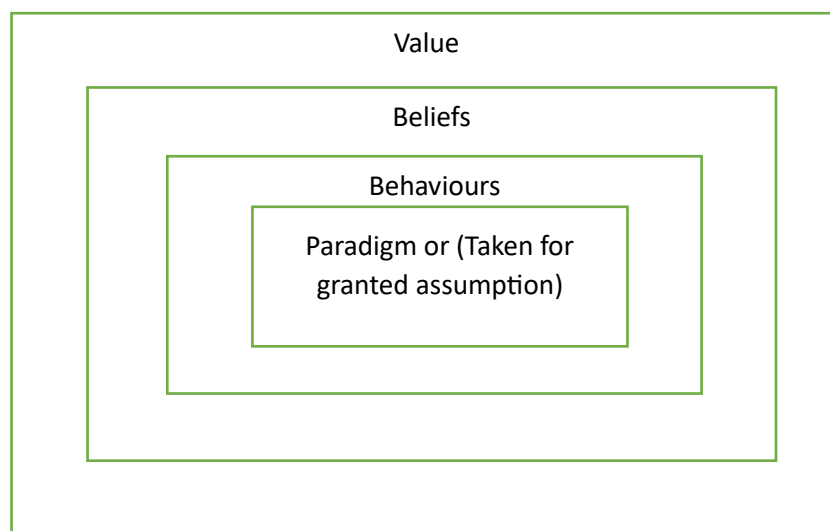 Value
Beliefs
Behaviours
Paradigm or (Taken for
granted assumption)